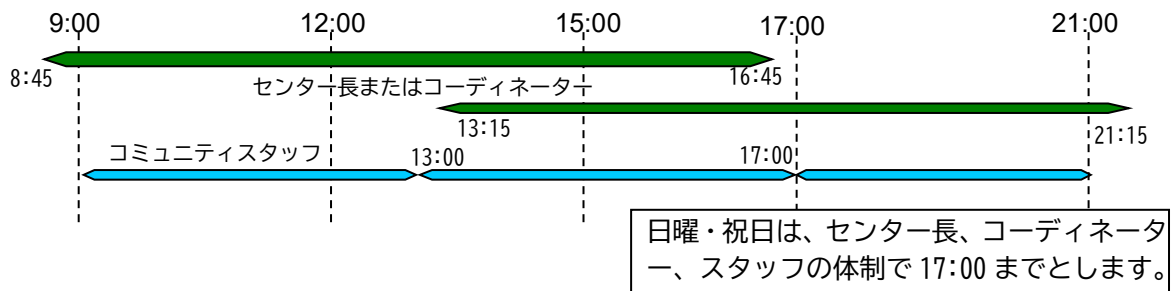 9:00 12:00 15:00 17:00 21:00
8:45 16:45
センター長またはコーディネーター
13:15 21:15
コミュニティスタッフ 13:00 17:00
日曜・祝日は、センター長、コーディネータ
ー、スタッフの体制で 17:00 までとします。